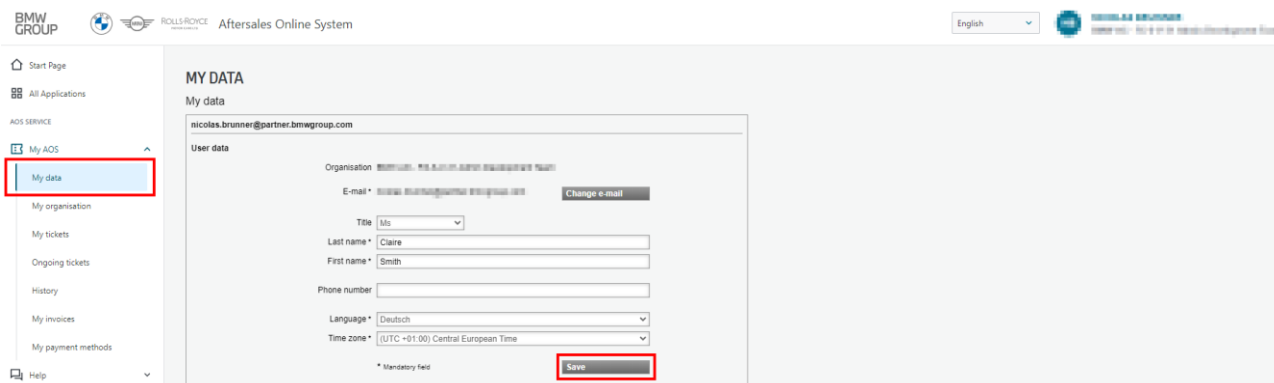 BMW
GROUP
MINI
ROLLS-ROYCE
Aftersales Online System
English
Start Page
All Applications
AOS SERVICE
My AOS
My data
My organisation
My tickets
Ongoing tickets
History
My invoices
My payment methods
Help
MY DATA
My data
nicolas.brunner@partner.bmwgroup.com
User data
Organisation
E-mail *
Change e-mail
Title Ms
Last name * Claire
First name * Smith
Phone number
Language * Deutsch
Time zone * (UTC +01:00) Central European Time
* Mandatory field
Save